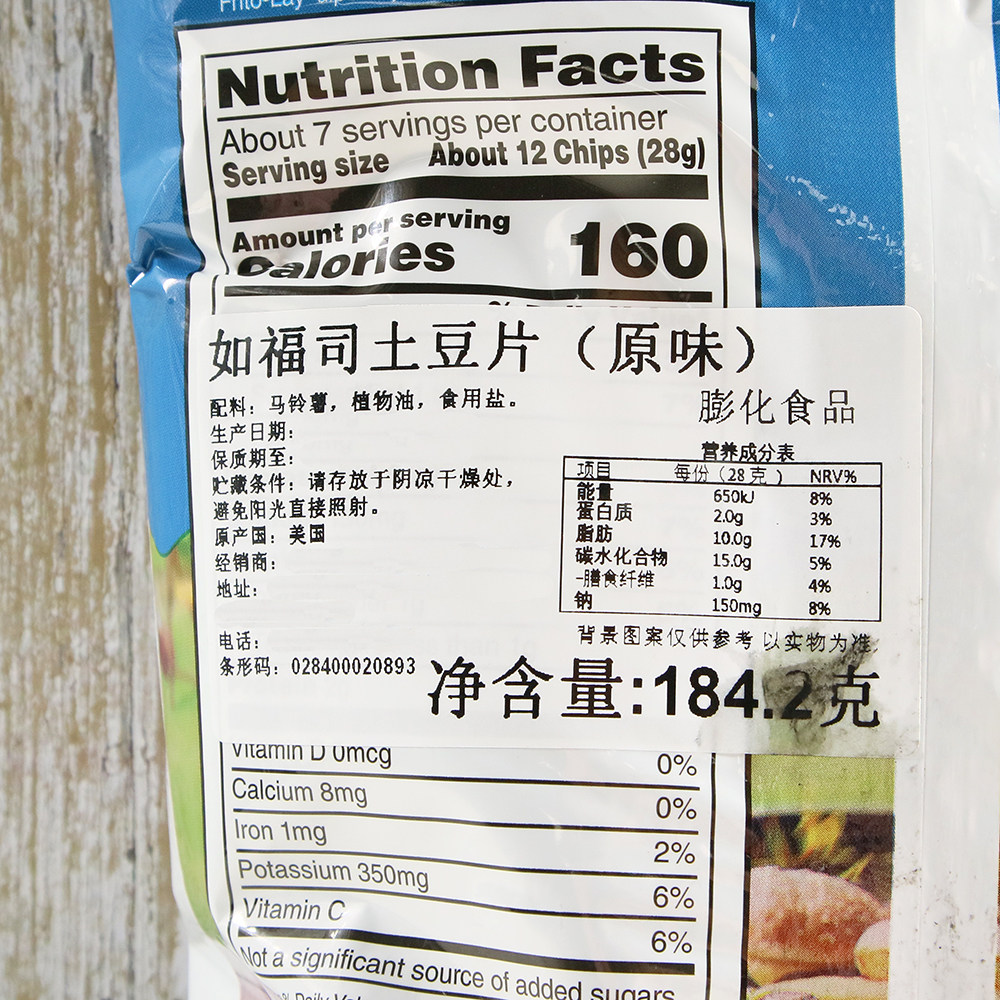 Frito-Lay
Nutrition Facts
About 7 servings per container
Serving size About 12 Chips (28g)
Amount per serving
Calories 160
如福司土豆片（原味）
配料：马铃薯，植物油，食用盐。
膨化食品
生产日期：
保质期至：
贮藏条件：请存放于阴凉干燥处，
避免阳光直接照射。
原产国：美国
经销商：
地址：
电话：
条形码：028400020893
营养成分表
项目 每份（28克） NRV%
能量 650kJ 8%
蛋白质 2.0g 3%
脂肪 10.0g 17%
碳水化合物 15.0g 5%
-膳食纤维 1.0g 4%
钠 150mg 8%
背景图案仅供参考 以实物为准
净含量:184.2克
Vitamin D 0mcg 0%
Calcium 8mg 0%
Iron 1mg 2%
Potassium 350mg 6%
Vitamin C 6%
Not a significant source of added sugars